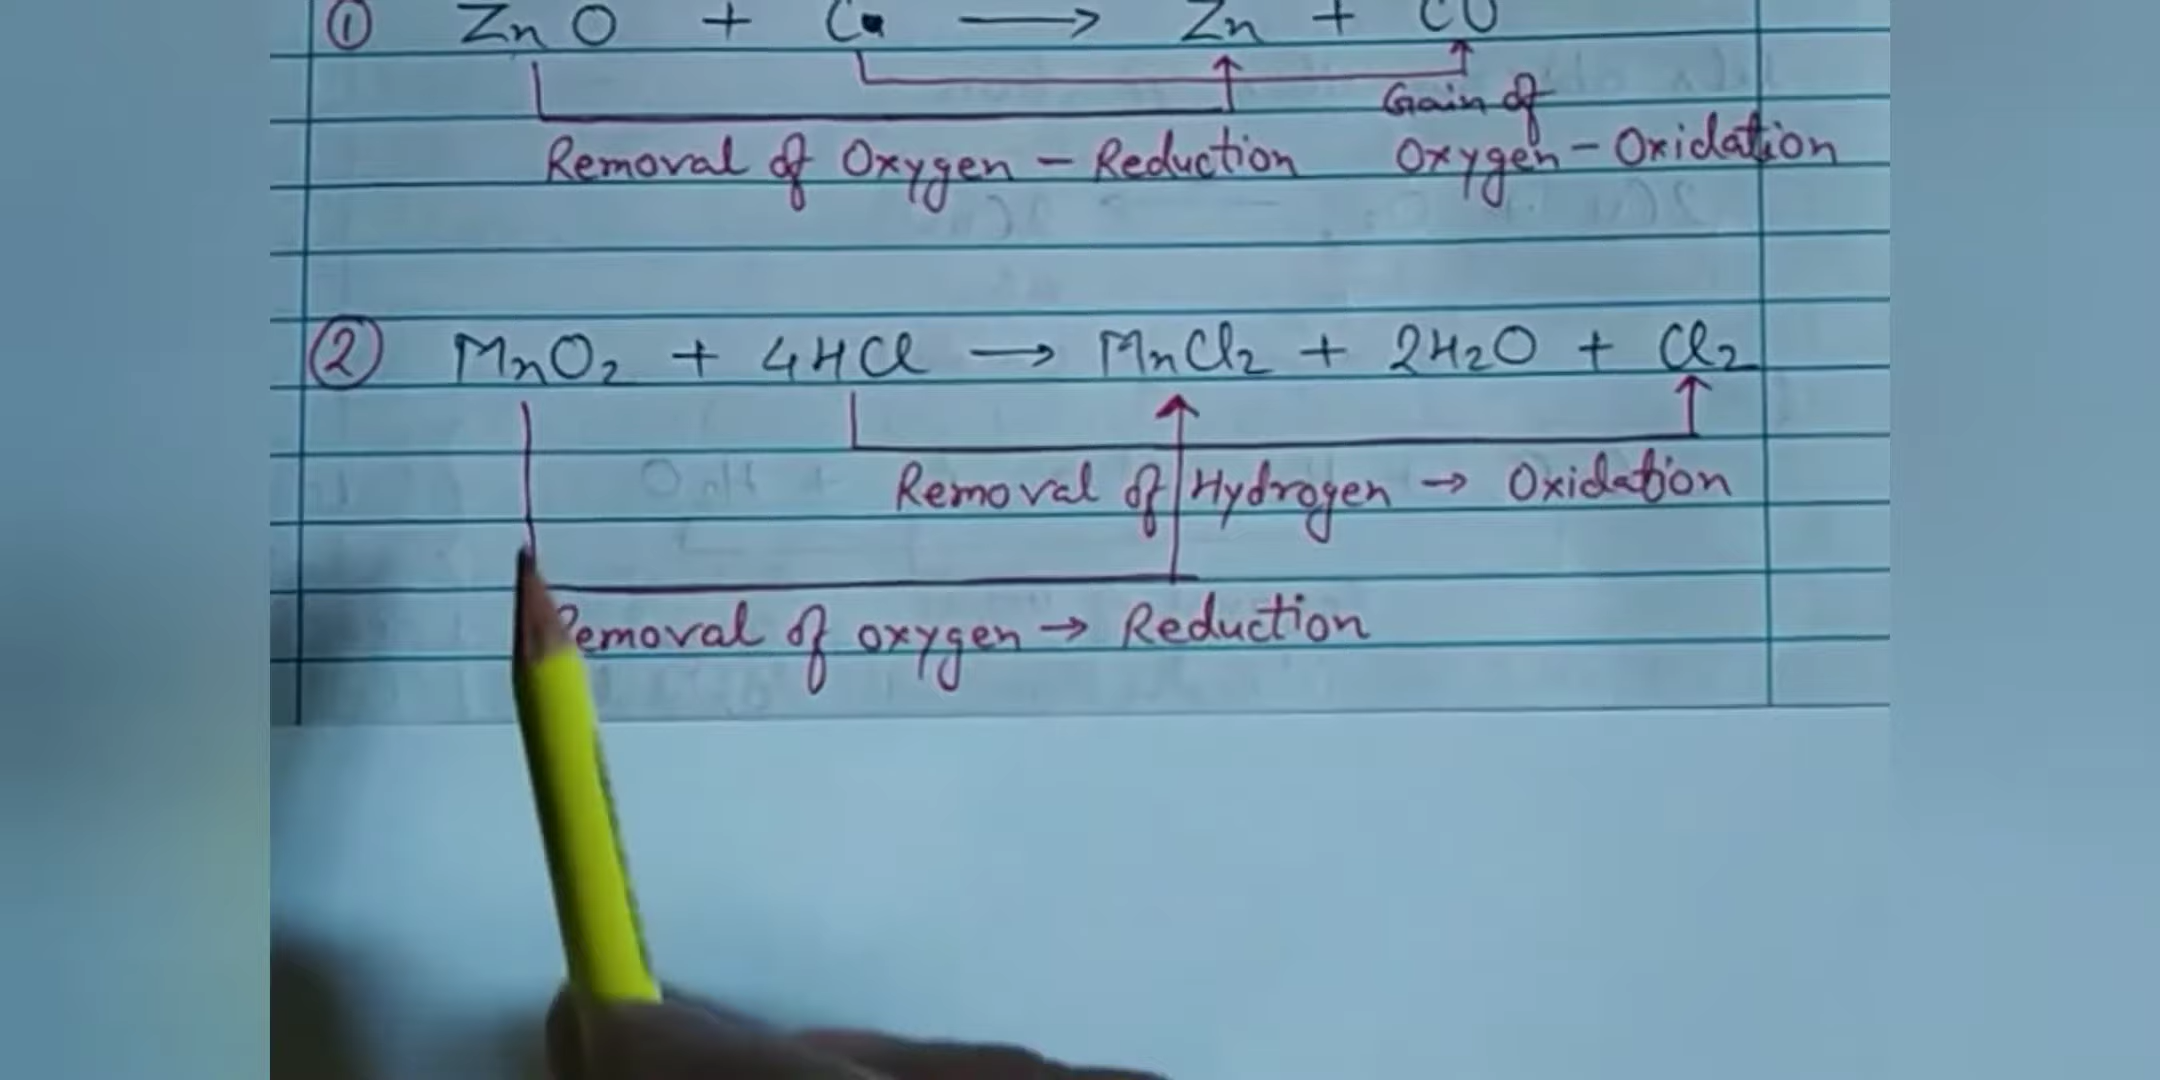 ① ZnO + C → Zn + CO
Gain of
Removal of Oxygen – Reduction Oxygen – Oxidation
② MnO2 + 4HCl → MnCl2 + 2H2O + Cl2
Removal of Hydrogen → Oxidation
Removal of oxygen → Reduction